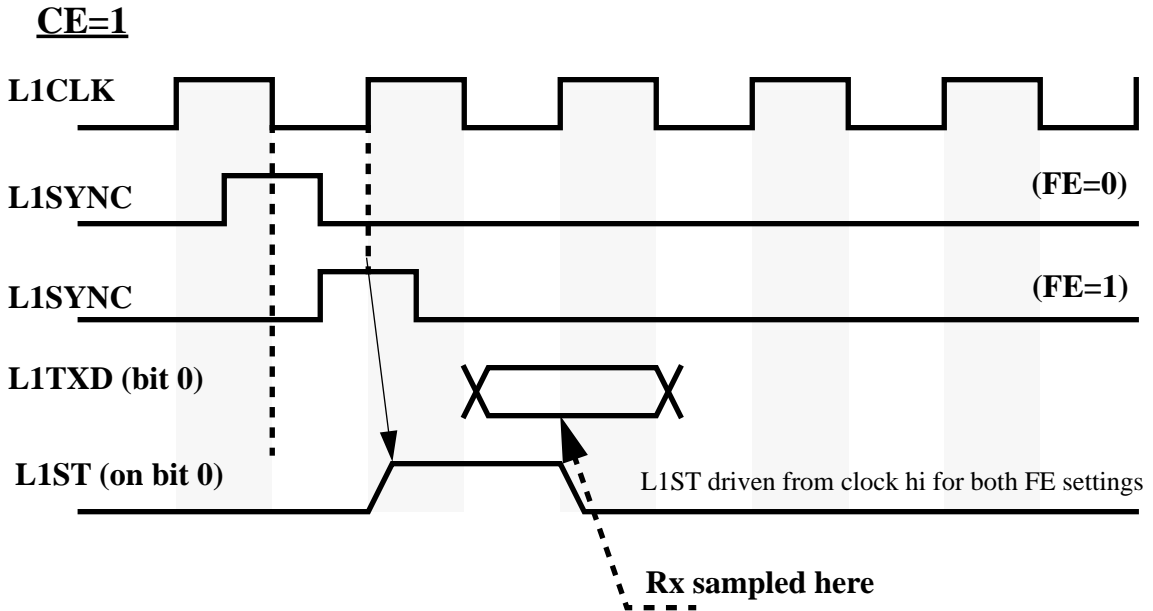 CE=1
L1CLK
L1SYNC
(FE=0)
L1SYNC
(FE=1)
L1TXD (bit 0)
L1ST (on bit 0)
L1ST driven from clock hi for both FE settings
Rx sampled here